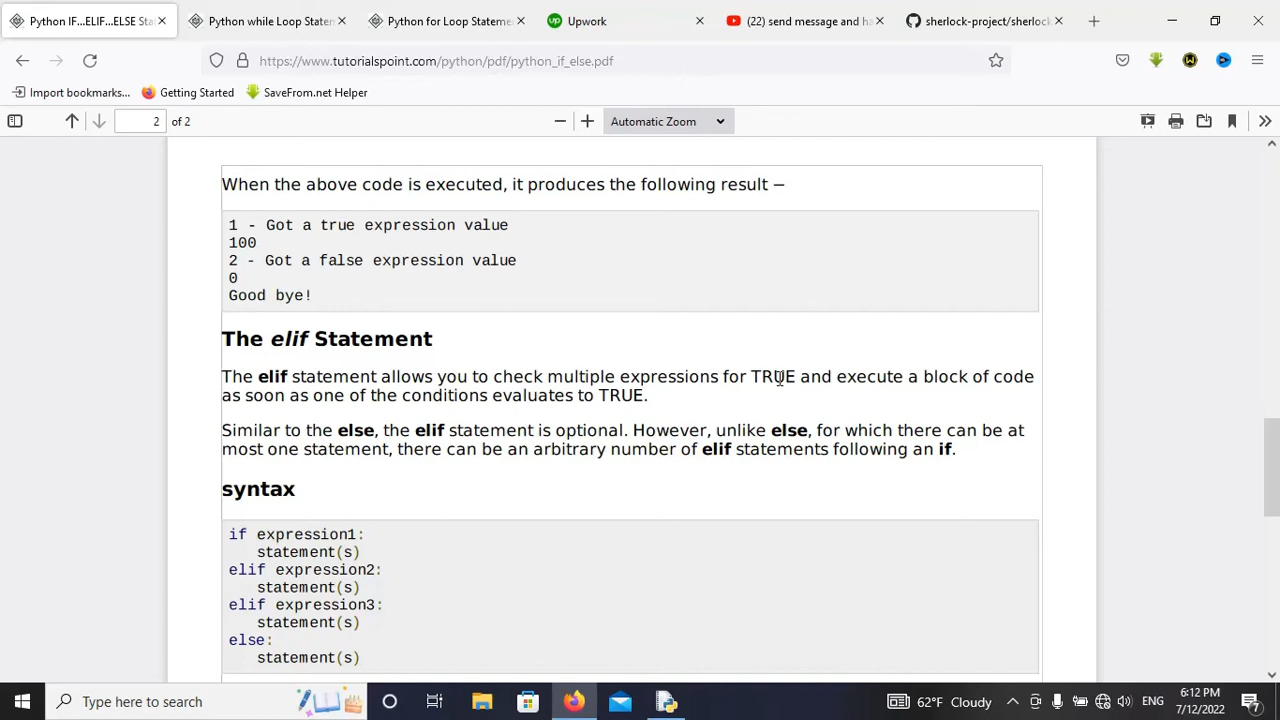 Python IF...ELIF...ELSE Sta
Python while Loop Statem
Python for Loop Stateme
Upwork
(22) send message and ha
sherlock-project/sherlock
https://www.tutorialspoint.com/python/pdf/python_if_else.pdf
Import bookmarks...
Getting Started
SaveFrom.net Helper
2
of 2
Automatic Zoom
When the above code is executed, it produces the following result −
1 - Got a true expression value
100
2 - Got a false expression value
0
Good bye!
The elif Statement
The elif statement allows you to check multiple expressions for TRUE and execute a block of code
as soon as one of the conditions evaluates to TRUE.
Similar to the else, the elif statement is optional. However, unlike else, for which there can be at
most one statement, there can be an arbitrary number of elif statements following an if.
syntax
if expression1:
   statement(s)
elif expression2:
   statement(s)
elif expression3:
   statement(s)
else:
   statement(s)
Type here to search
62°F Cloudy
ENG
6:12 PM
7/12/2022
7